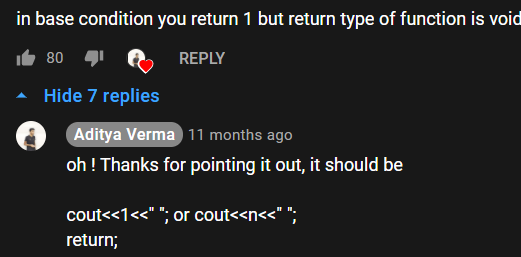 in base condition you return 1 but return type of function is void
80
REPLY
Hide 7 replies
Aditya Verma 11 months ago
oh ! Thanks for pointing it out, it should be
cout<<1<<" "; or cout<<n<<" ";
return;